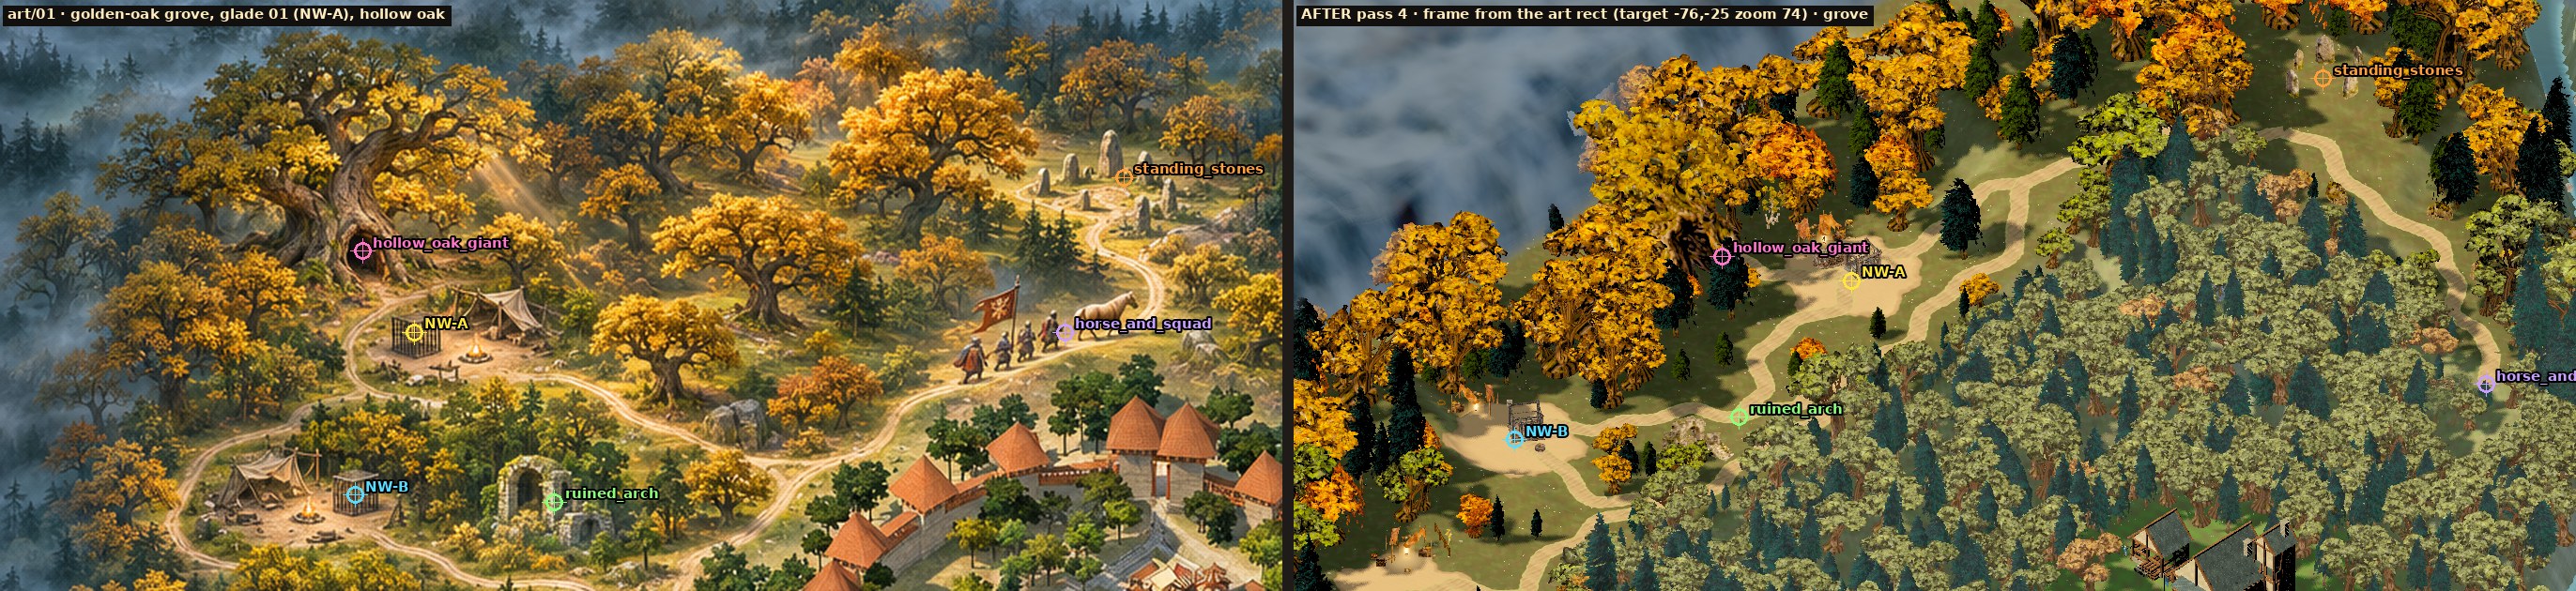 art/01 · golden-oak grove, glade 01 (NW-A), hollow oak
standing_stones
hollow_oak_giant
NW-A
horse_and_squad
NW-B
ruined_arch
AFTER pass 4 · frame from the art rect (target -76,-25 zoom 74) · grove
standing_stones
hollow_oak_giant
NW-A
horse_and
ruined_arch
NW-B